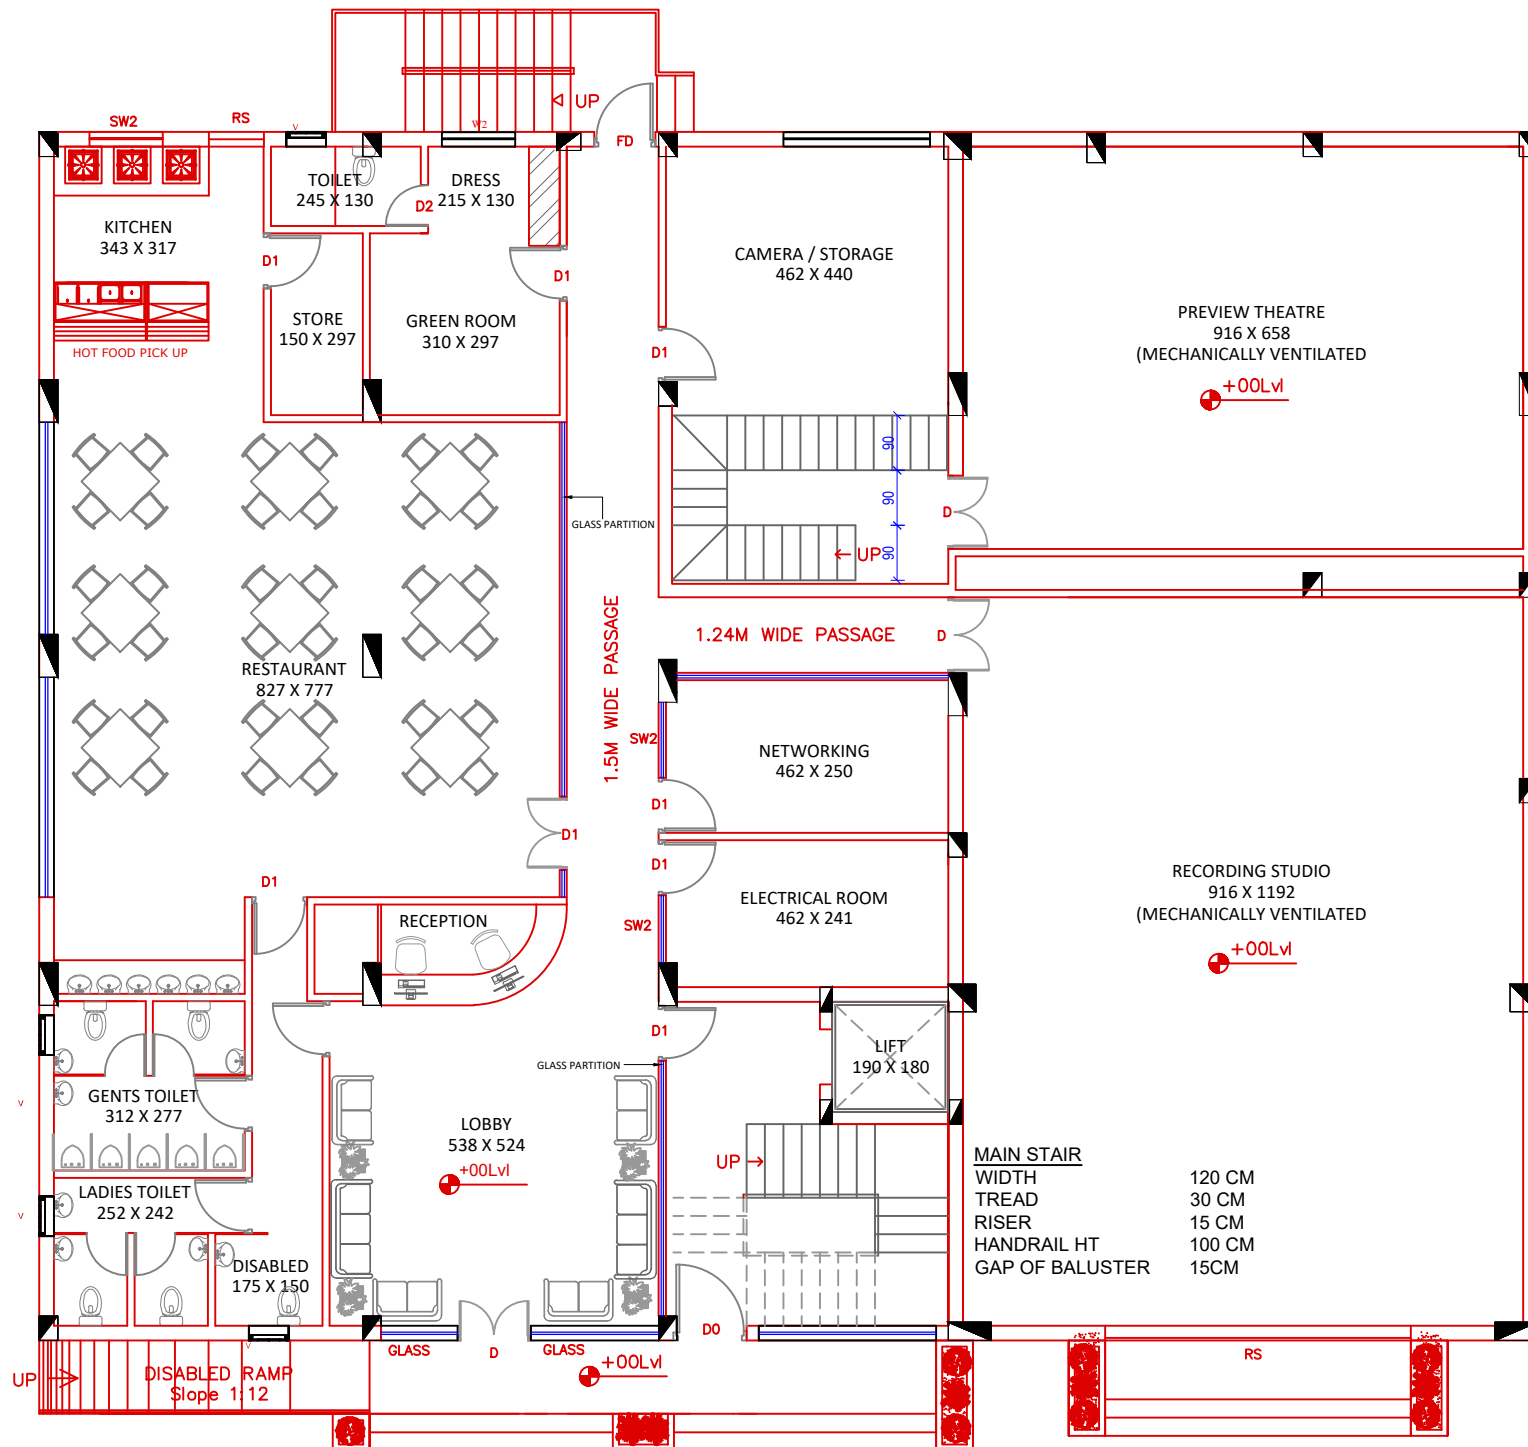 UP
SW2
RS
V
W2
FD
TOILET
245 X 130
D2
DRESS
215 X 130
KITCHEN
343 X 317
D1
D1
CAMERA / STORAGE
462 X 440
STORE
150 X 297
GREEN ROOM
310 X 297
HOT FOOD PICK UP
D1
PREVIEW THEATRE
916 X 658
(MECHANICALLY VENTILATED
+00Lvl
90
90
90
GLASS PARTITION
D
UP
1.5M WIDE PASSAGE
1.24M WIDE PASSAGE
D
RESTAURANT
827 X 777
SW2
NETWORKING
462 X 250
D1
D1
D1
D1
ELECTRICAL ROOM
462 X 241
RECORDING STUDIO
916 X 1192
(MECHANICALLY VENTILATED
+00Lvl
RECEPTION
SW2
D1
LIFT
190 X 180
GLASS PARTITION
GENTS TOILET
312 X 277
V
LOBBY
538 X 524
+00Lvl
UP
MAIN STAIR
WIDTH 120 CM
TREAD 30 CM
RISER 15 CM
HANDRAIL HT 100 CM
GAP OF BALUSTER 15CM
LADIES TOILET
252 X 242
V
DISABLED
175 X 150
V
D0
GLASS
D
GLASS
RS
+00Lvl
UP
DISABLED RAMP
Slope 1:12